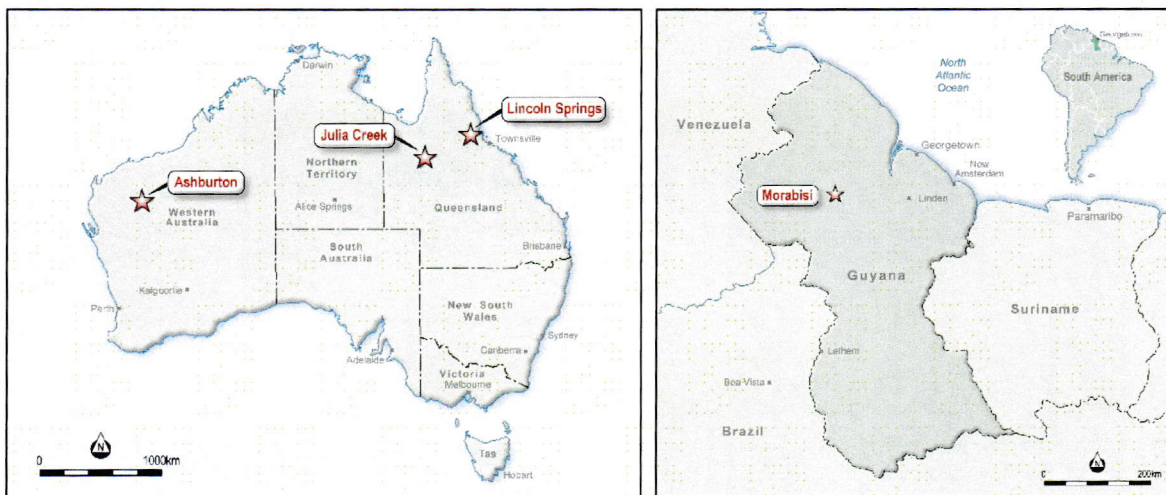 Darwin
Lincoln Springs
Julia Creek
Townsville
Northern
Territory
Ashburton
Western
Australia
Alice Springs
Queensland
South
Australia
Brisbane
Kalgoorlie
Perth
New South
Wales
Sydney
Adelaide
Canberra
Victoria
Melbourne
Tas
Hobart
N
0
1000km
Georgetown
North
Atlantic
Ocean
South America
Venezuela
Georgetown
New
Amsterdam
Morabisi
Linden
Paramaribo
Guyana
Suriname
Lethem
Boa Vista
Brazil
N
0
200km